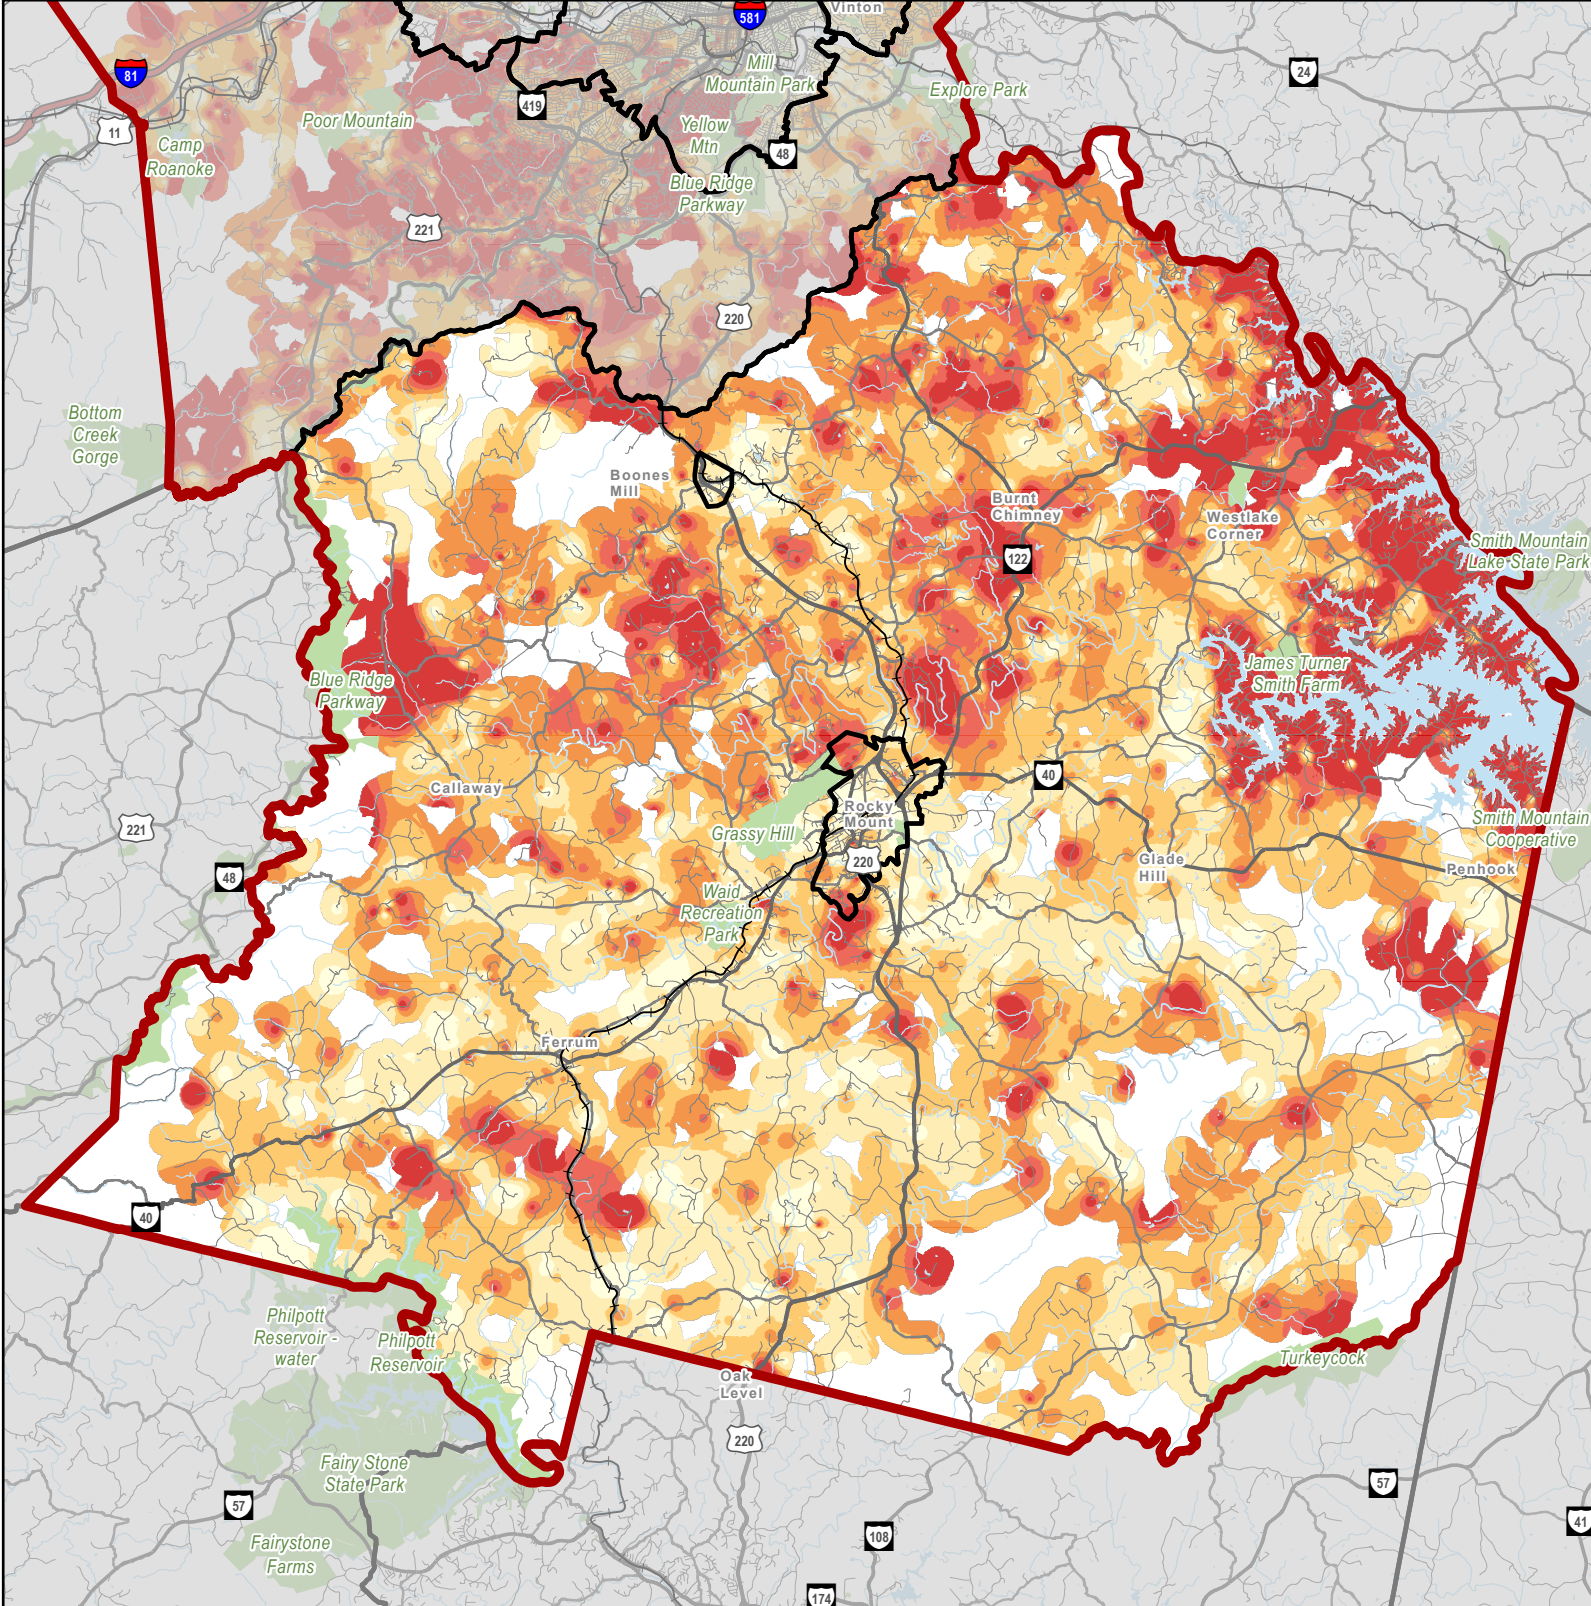 Vinton
581
81
24
Mill
Mountain Park
Explore Park
419
11
Poor Mountain
Camp
Roanoke
Yellow
Mtn
48
Blue Ridge
Parkway
221
220
Bottom
Creek
Gorge
Boones
Mill
Burnt
Chimney
Westlake
Corner
122
Smith Mountain
Lake State Park
James Turner
Smith Farm
Blue Ridge
Parkway
40
Callaway
Rocky
Mount
Grassy Hill
221
Smith Mountain
Cooperative
220
Glade
Hill
Penhook
48
Waid
Recreation
Park
Ferrum
40
Philpott
Reservoir -
water
Philpott
Reservoir
Turkeycock
Oak
Level
220
Fairy Stone
State Park
57
57
41
108
Fairystone
Farms
174